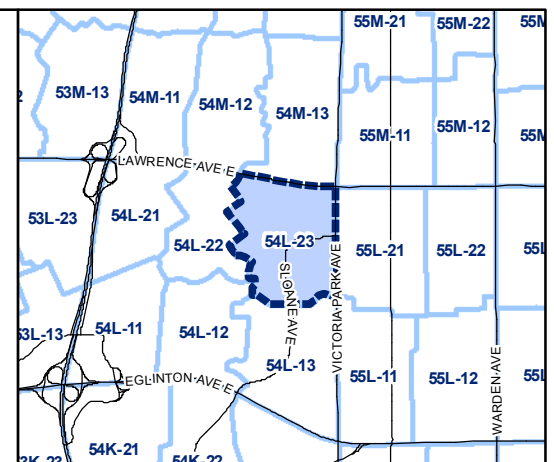 55M-21
55M-22
53M-13
54M-11
54M-12
54M-13
55M-11
55M-12
LAWRENCE AVE E
53L-23
54L-21
54L-22
54L-23
55L-21
55L-22
SLOANE AVE
VICTORIA PARK AVE
53L-13
54L-11
54L-12
54L-13
55L-11
55L-12
WARDEN AVE
EGLINTON AVE E
54K-21
54K-22